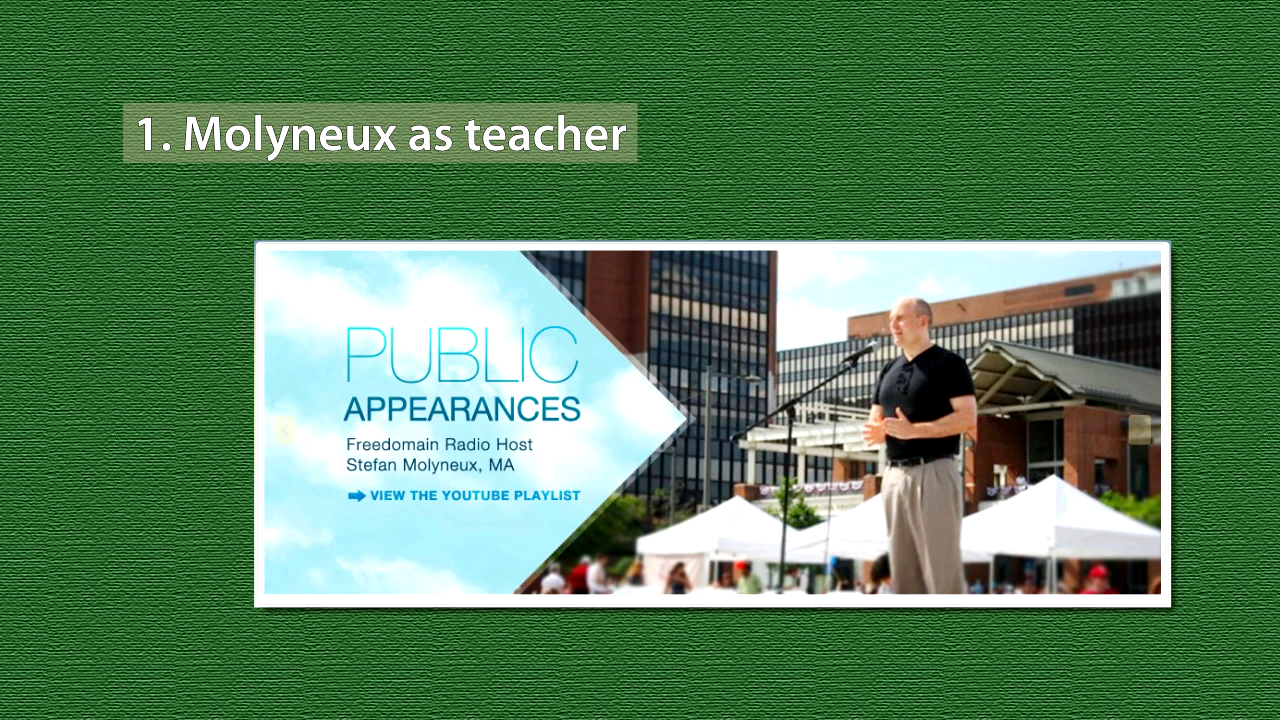 1. Molyneux as teacher
PUBLIC
APPEARANCES
Freedomain Radio Host
Stefan Molyneux, MA
VIEW THE YOUTUBE PLAYLIST